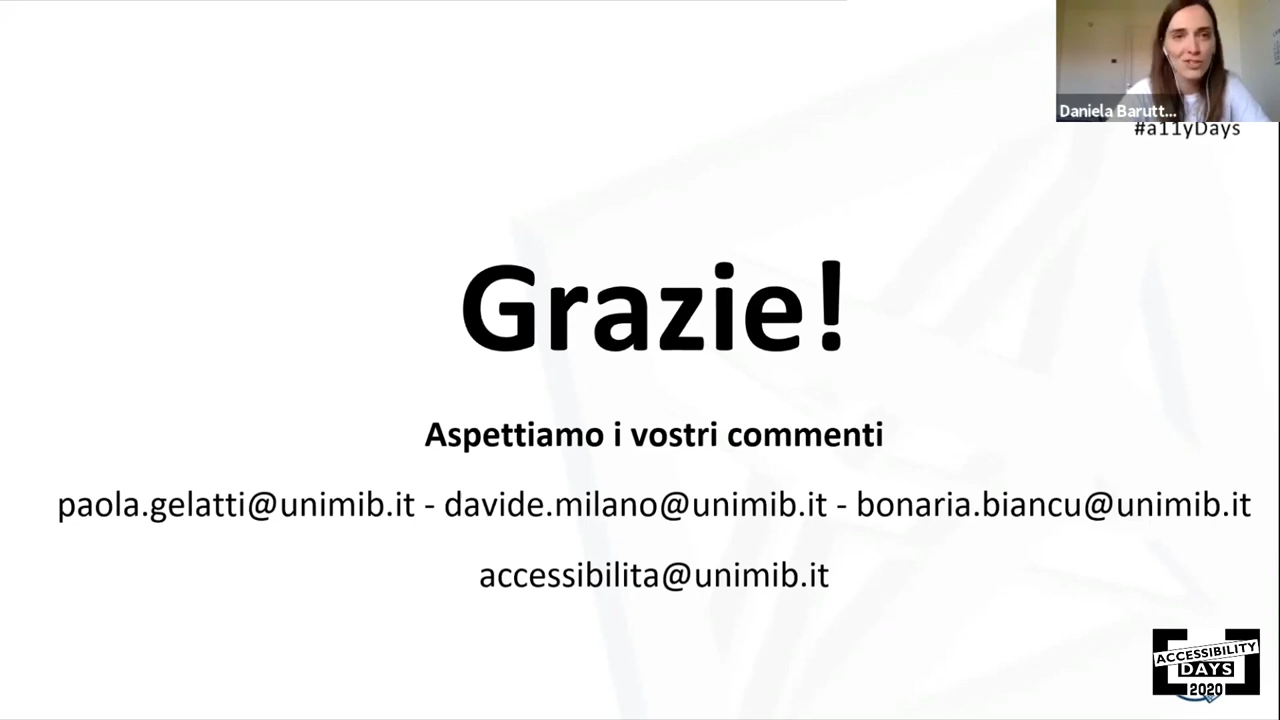 Daniela Barutt...
#a11yDays
Grazie!
Aspettiamo i vostri commenti
paola.gelatti@unimib.it - davide.milano@unimib.it - bonaria.biancu@unimib.it
accessibilita@unimib.it
ACCESSIBILITY
DAYS
2020